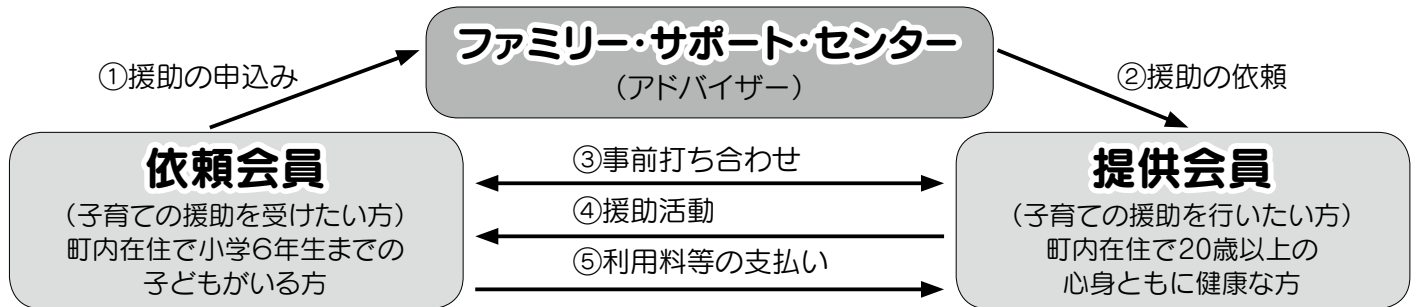 ファミリー・サポート・センター
（アドバイザー）
①援助の申込み
②援助の依頼
依頼会員
（子育ての援助を受けたい方）
町内在住で小学6年生までの
子どもがいる方
③事前打ち合わせ
④援助活動
⑤利用料等の支払い
提供会員
（子育ての援助を行いたい方）
町内在住で20歳以上の
心身ともに健康な方